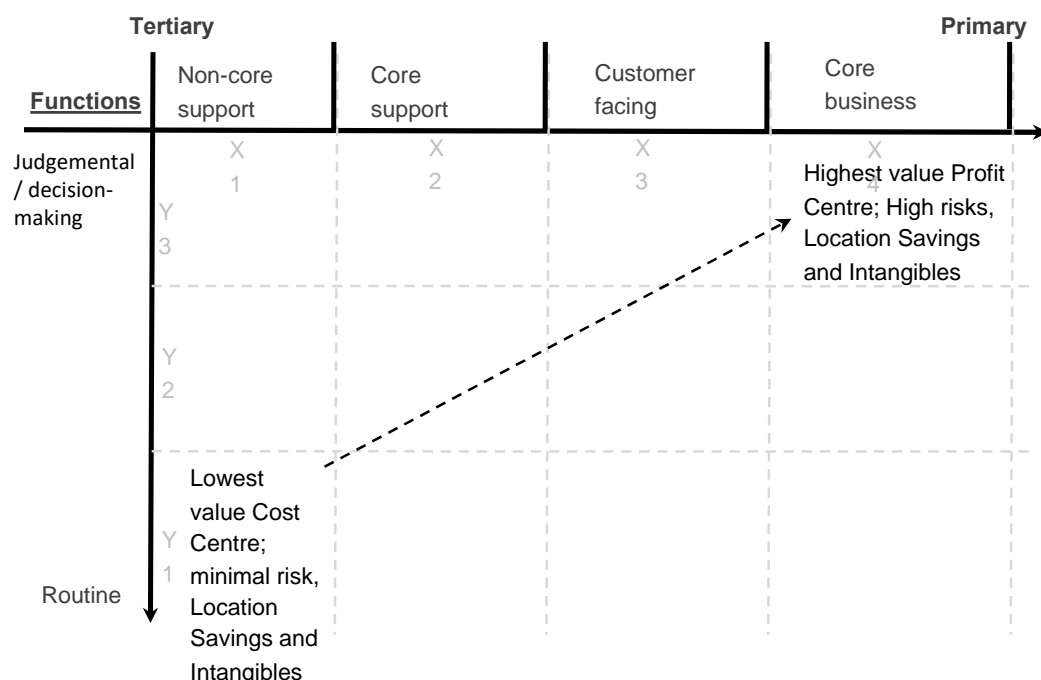 Tertiary
Primary
Functions
Non-core
support
Core
support
Customer
facing
Core
business
X
1
X
2
X
3
X
4
Judgemental
/ decision-
making
Y
3
Highest value Profit
Centre; High risks,
Location Savings
and Intangibles
Y
2
Lowest
value Cost
Centre;
minimal risk,
Location
Savings and
Intangibles
Y
1
Routine